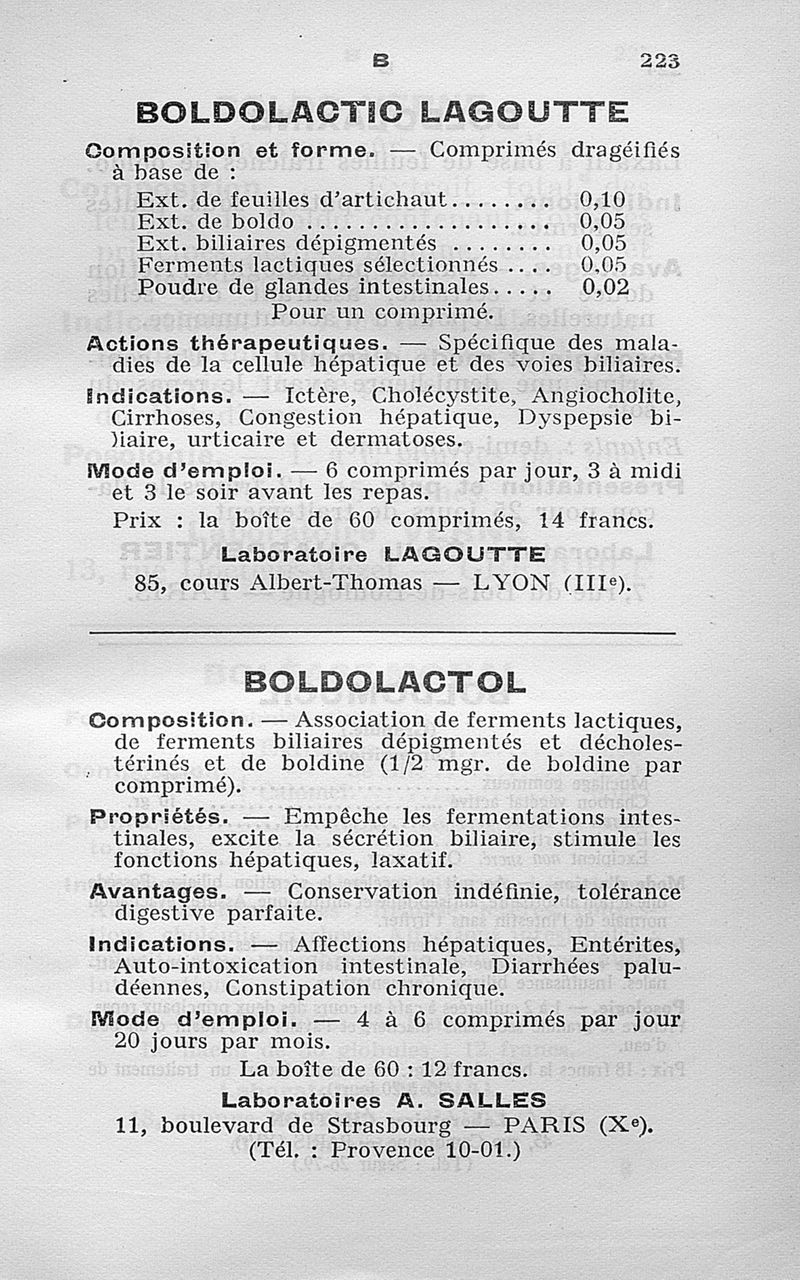 B 223
BOLDOLACTIC LAGOUTTE
Composition et forme. — Comprimés dragéifiés
à base de :
Ext. de feuilles d'artichaut........ 0,10
Ext. de boldo .................. 0,05
Ext. biliaires dépigmentés ........ 0,05
Ferments lactiques sélectionnés .... 0,05
Poudre de glandes intestinales..... 0,02
Pour un comprimé.
Actions thérapeutiques. — Spécifique des mala-
dies de la cellule hépatique et des voies biliaires.
Indications. — Ictère, Cholécystite, Angiocholite,
Cirrhoses, Congestion hépatique, Dyspepsie bi-
liaire, urticaire et dermatoses.
Mode d'emploi. — 6 comprimés par jour, 3 à midi
et 3 le soir avant les repas.
Prix : la boîte de 60 comprimés, 14 francs.
Laboratoire LAGOUTTE
85, cours Albert-Thomas — LYON (IIIe).
BOLDOLACTOL
Composition. — Association de ferments lactiques,
de ferments biliaires dépigmentés et décholes-
térinés et de boldine (1/2 mgr. de boldine par
comprimé).
Propriétés. — Empêche les fermentations intes-
tinales, excite la sécrétion biliaire, stimule les
fonctions hépatiques, laxatif.
Avantages. — Conservation indéfinie, tolérance
digestive parfaite.
Indications. — Affections hépatiques, Entérites,
Auto-intoxication intestinale, Diarrhées palu-
déennes, Constipation chronique.
Mode d'emploi. — 4 à 6 comprimés par jour
20 jours par mois.
La boîte de 60 : 12 francs.
Laboratoires A. SALLES
11, boulevard de Strasbourg — PARIS (Xe).
(Tél. : Provence 10-01.)